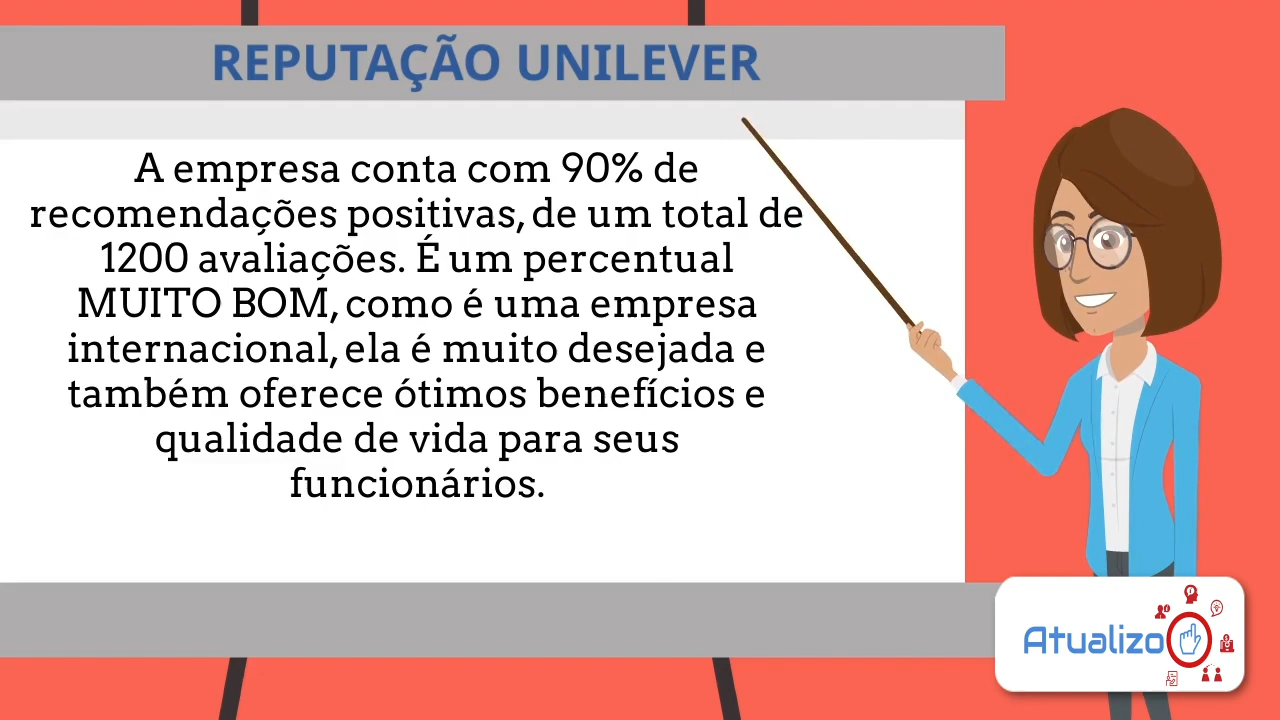 REPUTAÇÃO UNILEVER
A empresa conta com 90% de
recomendações positivas, de um total de
1200 avaliações. É um percentual
MUITO BOM, como é uma empresa
internacional, ela é muito desejada e
também oferece ótimos benefícios e
qualidade de vida para seus
funcionários.
Atualizo